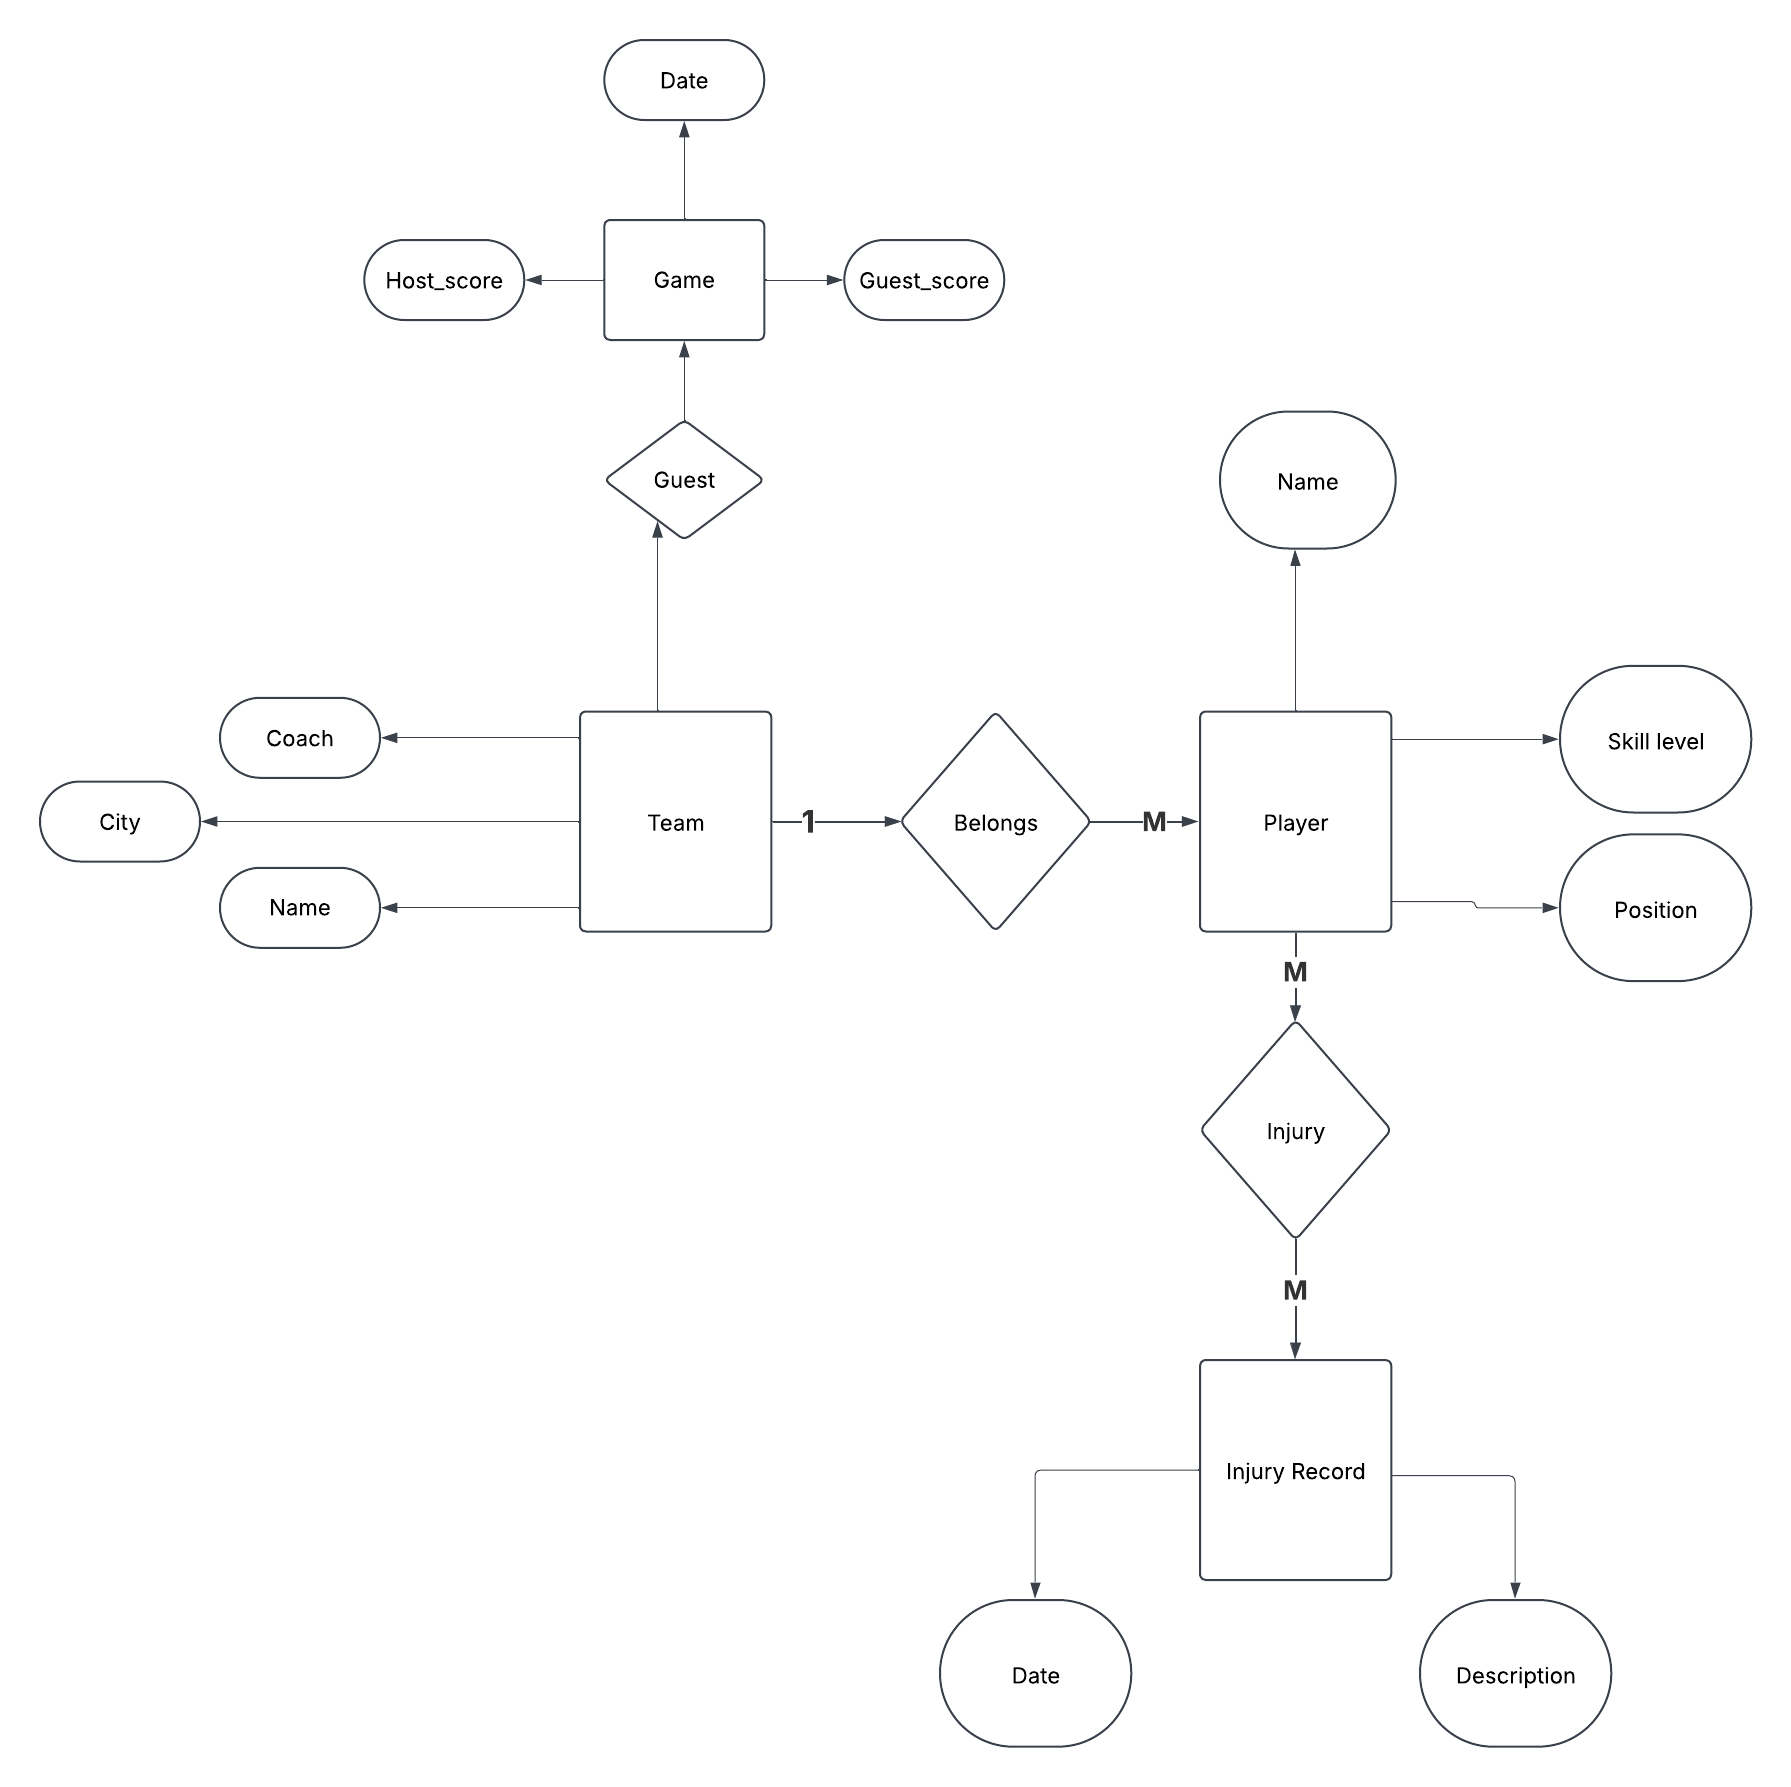 Date
Host_score
Game
Guest_score
Guest
Name
Coach
Skill level
City
Team
1
Belongs
M
Player
Name
Position
M
Injury
M
Injury Record
Date
Description